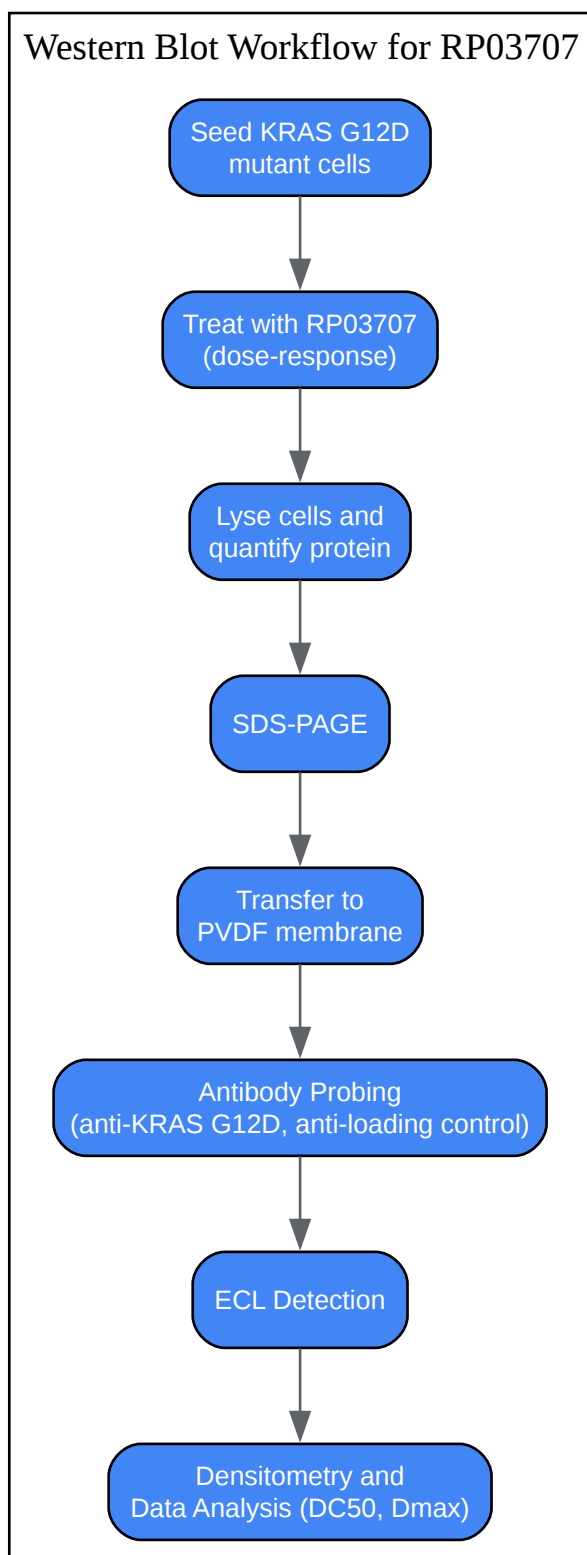 Western Blot Workflow for RP03707
Seed KRAS G12D
mutant cells
Treat with RP03707
(dose-response)
Lyse cells and
quantify protein
SDS-PAGE
Transfer to
PVDF membrane
Antibody Probing
(anti-KRAS G12D, anti-loading control)
ECL Detection
Densitometry and
Data Analysis (DC50, Dmax)